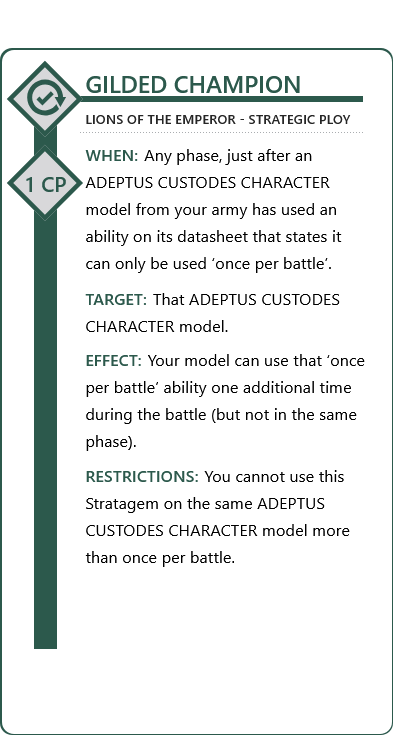 GILDED CHAMPION
LIONS OF THE EMPEROR - STRATEGIC PLOY
1 CP
WHEN: Any phase, just after an
ADEPTUS CUSTODES CHARACTER
model from your army has used an
ability on its datasheet that states it
can only be used ‘once per battle’.
TARGET: That ADEPTUS CUSTODES
CHARACTER model.
EFFECT: Your model can use that ‘once
per battle’ ability one additional time
during the battle (but not in the same
phase).
RESTRICTIONS: You cannot use this
Stratagem on the same ADEPTUS
CUSTODES CHARACTER model more
than once per battle.